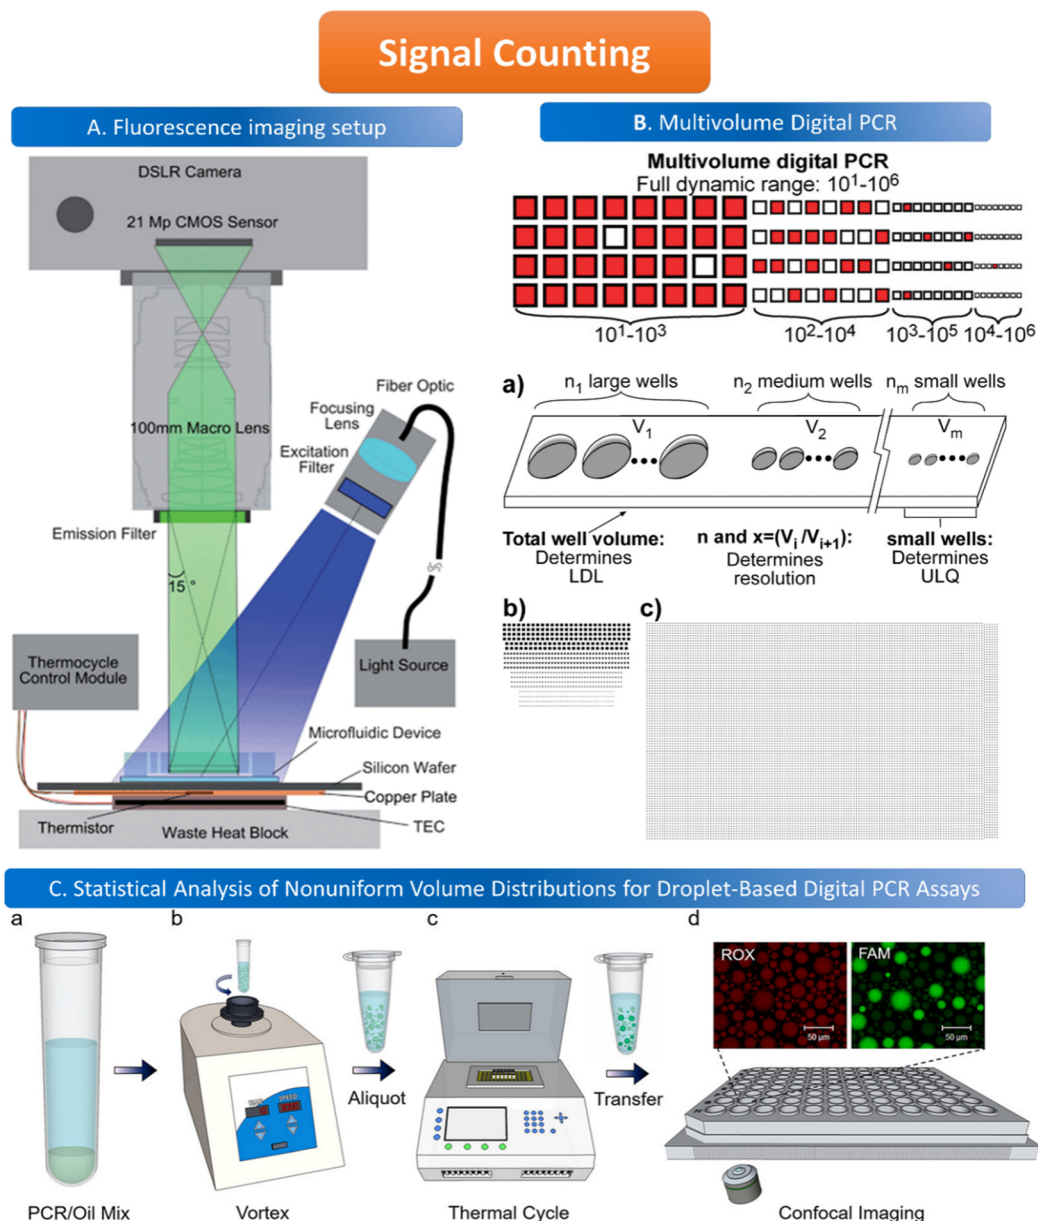 Signal Counting
A. Fluorescence imaging setup
DSLR Camera
21 Mp CMOS Sensor
Fiber Optic
Focusing
Lens
100mm Macro Lens
Excitation
Filter
Emission Filter
15°
Thermocycle
Control Module
Light Source
Microfluidic Device
Silicon Wafer
Copper Plate
Thermistor
TEC
Waste Heat Block
B. Multivolume Digital PCR
Multivolume digital PCR
Full dynamic range: 10¹-10⁶
10¹-10³
10²-10⁴
10³-10⁵
10⁴-10⁶
a)
n₁ large wells
n₂ medium wells
nₘ small wells
V₁
V₂
Vₘ
Total well volume:
Determines
LDL
n and x=(Vᵢ/Vᵢ₊₁):
Determines
resolution
small wells:
Determines
ULQ
b)
c)
C. Statistical Analysis of Nonuniform Volume Distributions for Droplet-Based Digital PCR Assays
a
b
c
d
SPEED
ROX
50 µm
FAM
50 µm
Aliquot
Transfer
PCR/Oil Mix
Vortex
Thermal Cycle
Confocal Imaging